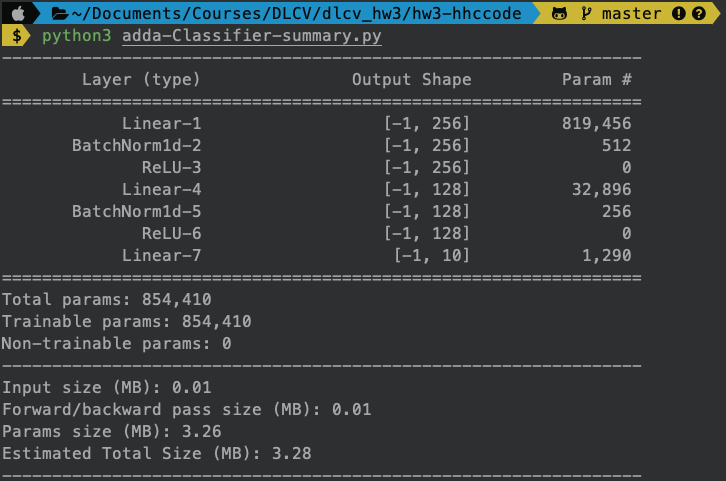 ~/Documents/Courses/DLCV/dlcv_hw3/hw3-hhccode master ! ?
$ python3 adda-Classifier-summary.py
----------------------------------------------------------------
Layer (type) Output Shape Param #
================================================================
Linear-1 [-1, 256] 819,456
BatchNorm1d-2 [-1, 256] 512
ReLU-3 [-1, 256] 0
Linear-4 [-1, 128] 32,896
BatchNorm1d-5 [-1, 128] 256
ReLU-6 [-1, 128] 0
Linear-7 [-1, 10] 1,290
================================================================
Total params: 854,410
Trainable params: 854,410
Non-trainable params: 0
----------------------------------------------------------------
Input size (MB): 0.01
Forward/backward pass size (MB): 0.01
Params size (MB): 3.26
Estimated Total Size (MB): 3.28
----------------------------------------------------------------